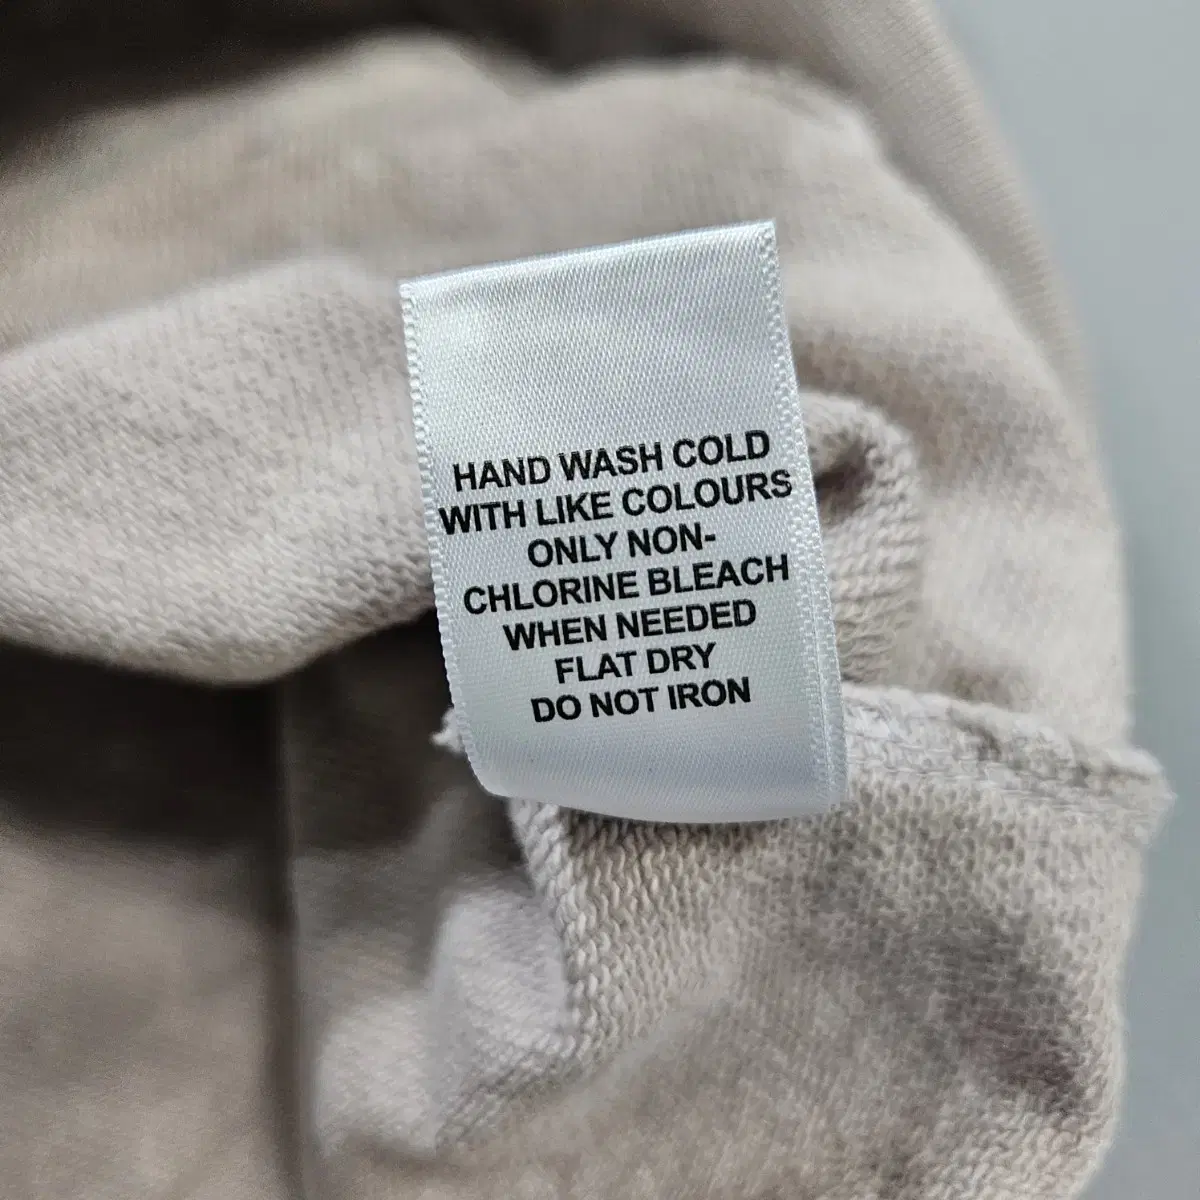 HAND WASH COLD
WITH LIKE COLOURS
ONLY NON-
CHLORINE BLEACH
WHEN NEEDED
FLAT DRY
DO NOT IRON